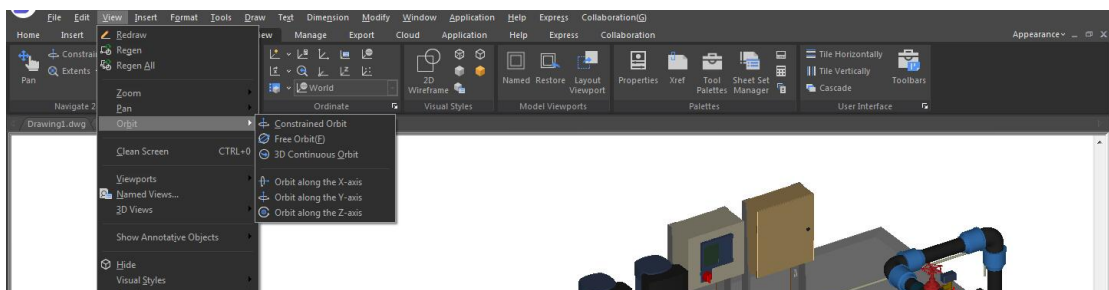 File Edit View Insert Format Tools Draw Text Dimension Modify Window Application Help Express Collaboration(G)
Home Insert Manage Export Cloud Application Help Express Collaboration Appearance
Redraw
Regen
Regen All
Zoom
Pan
Orbit
Clean Screen CTRL+0
Viewports
Named Views...
3D Views
Show Annotative Objects
Hide
Visual Styles
Constrained Orbit
Free Orbit(F)
3D Continuous Orbit
Orbit along the X-axis
Orbit along the Y-axis
Orbit along the Z-axis
Pan
Extents
Navigate 2
Drawing1.dwg
World
Ordinate
2D
Wireframe
Visual Styles
Named Restore Layout
Viewport
Model Viewports
Properties Xref Tool
Palettes Sheet Set
Manager
Palettes
Tile Horizontally
Tile Vertically
Cascade
Toolbars
User Interface